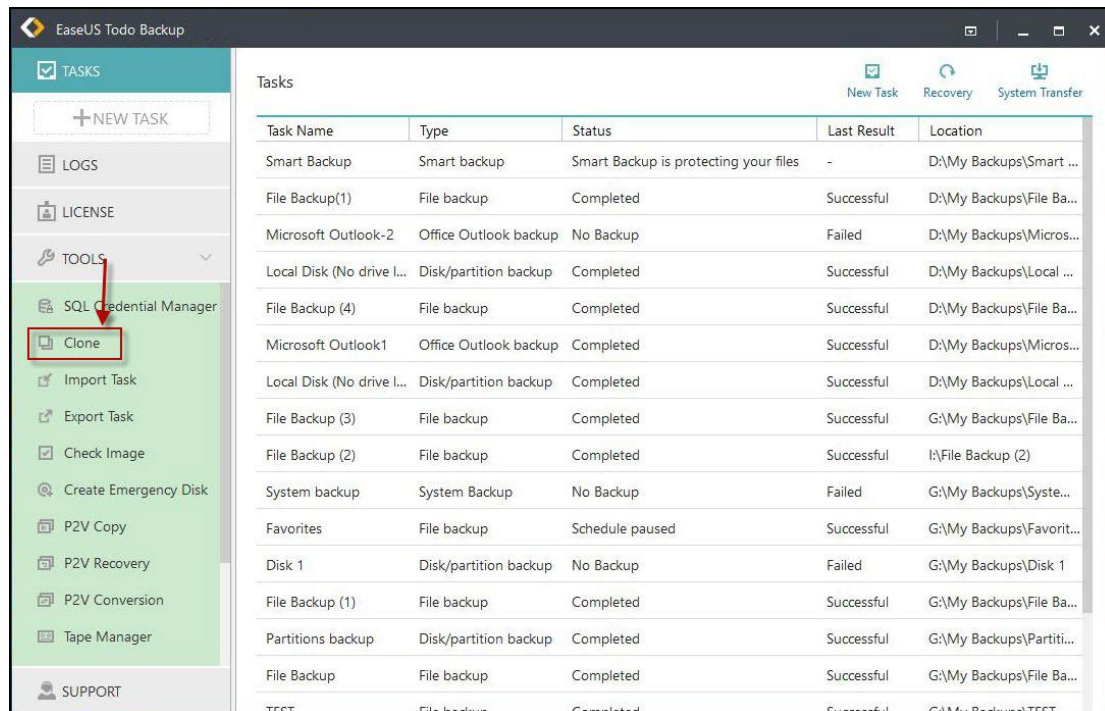 EaseUS Todo Backup
TASKS
NEW TASK
LOGS
LICENSE
TOOLS
SQL Credential Manager
Clone
Import Task
Export Task
Check Image
Create Emergency Disk
P2V Copy
P2V Recovery
P2V Conversion
Tape Manager
SUPPORT
Tasks
New Task Recovery System Transfer
Task Name Type Status Last Result Location
Smart Backup Smart backup Smart Backup is protecting your files - D:\My Backups\Smart ...
File Backup(1) File backup Completed Successful D:\My Backups\File Ba...
Microsoft Outlook-2 Office Outlook backup No Backup Failed D:\My Backups\Micros...
Local Disk (No drive l... Disk/partition backup Completed Successful D:\My Backups\Local ...
File Backup (4) File backup Completed Successful D:\My Backups\File Ba...
Microsoft Outlook1 Office Outlook backup Completed Successful D:\My Backups\Micros...
Local Disk (No drive l... Disk/partition backup Completed Successful D:\My Backups\Local ...
File Backup (3) File backup Completed Successful G:\My Backups\File Ba...
File Backup (2) File backup Completed Successful I:\File Backup (2)
System backup System Backup No Backup Failed G:\My Backups\Syste...
Favorites File backup Schedule paused Successful G:\My Backups\Favorit...
Disk 1 Disk/partition backup No Backup Failed G:\My Backups\Disk 1
File Backup (1) File backup Completed Successful G:\My Backups\File Ba...
Partitions backup Disk/partition backup Completed Successful G:\My Backups\Partiti...
File Backup File backup Completed Successful G:\My Backups\File Ba...
TEST File backup Completed Successful G:\My Backups\TEST